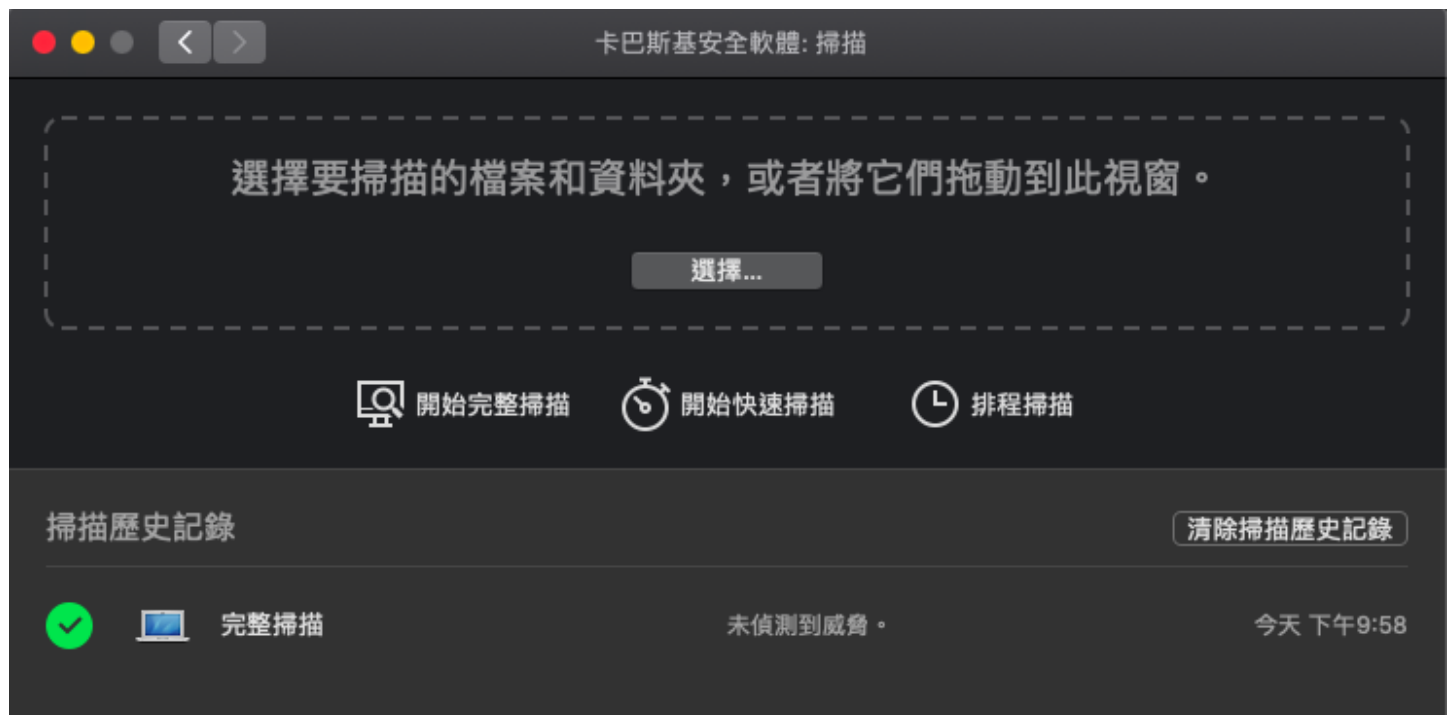 卡巴斯基安全軟體: 掃描
選擇要掃描的檔案和資料夾，或者將它們拖動到此視窗。
選擇...
開始完整掃描 開始快速掃描 排程掃描
掃描歷史記錄 清除掃描歷史記錄
完整掃描 未偵測到威脅。 今天 下午9:58